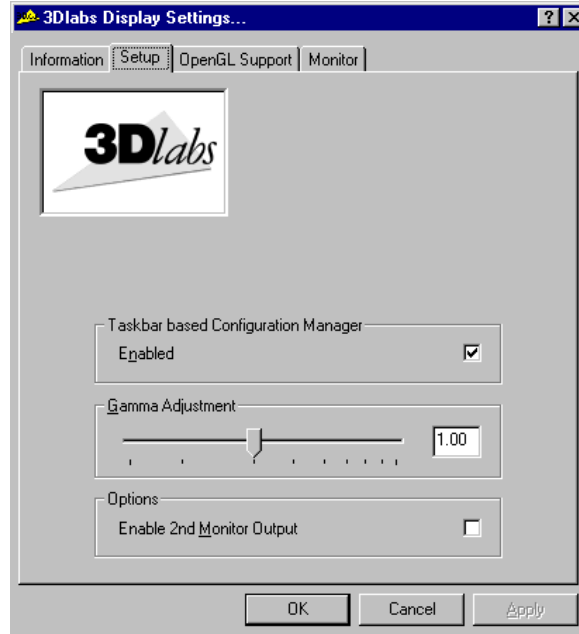 3Dlabs Display Settings...
Information Setup OpenGL Support Monitor
3Dlabs
Taskbar based Configuration Manager
Enabled
Gamma Adjustment
1.00
Options
Enable 2nd Monitor Output
OK Cancel Apply